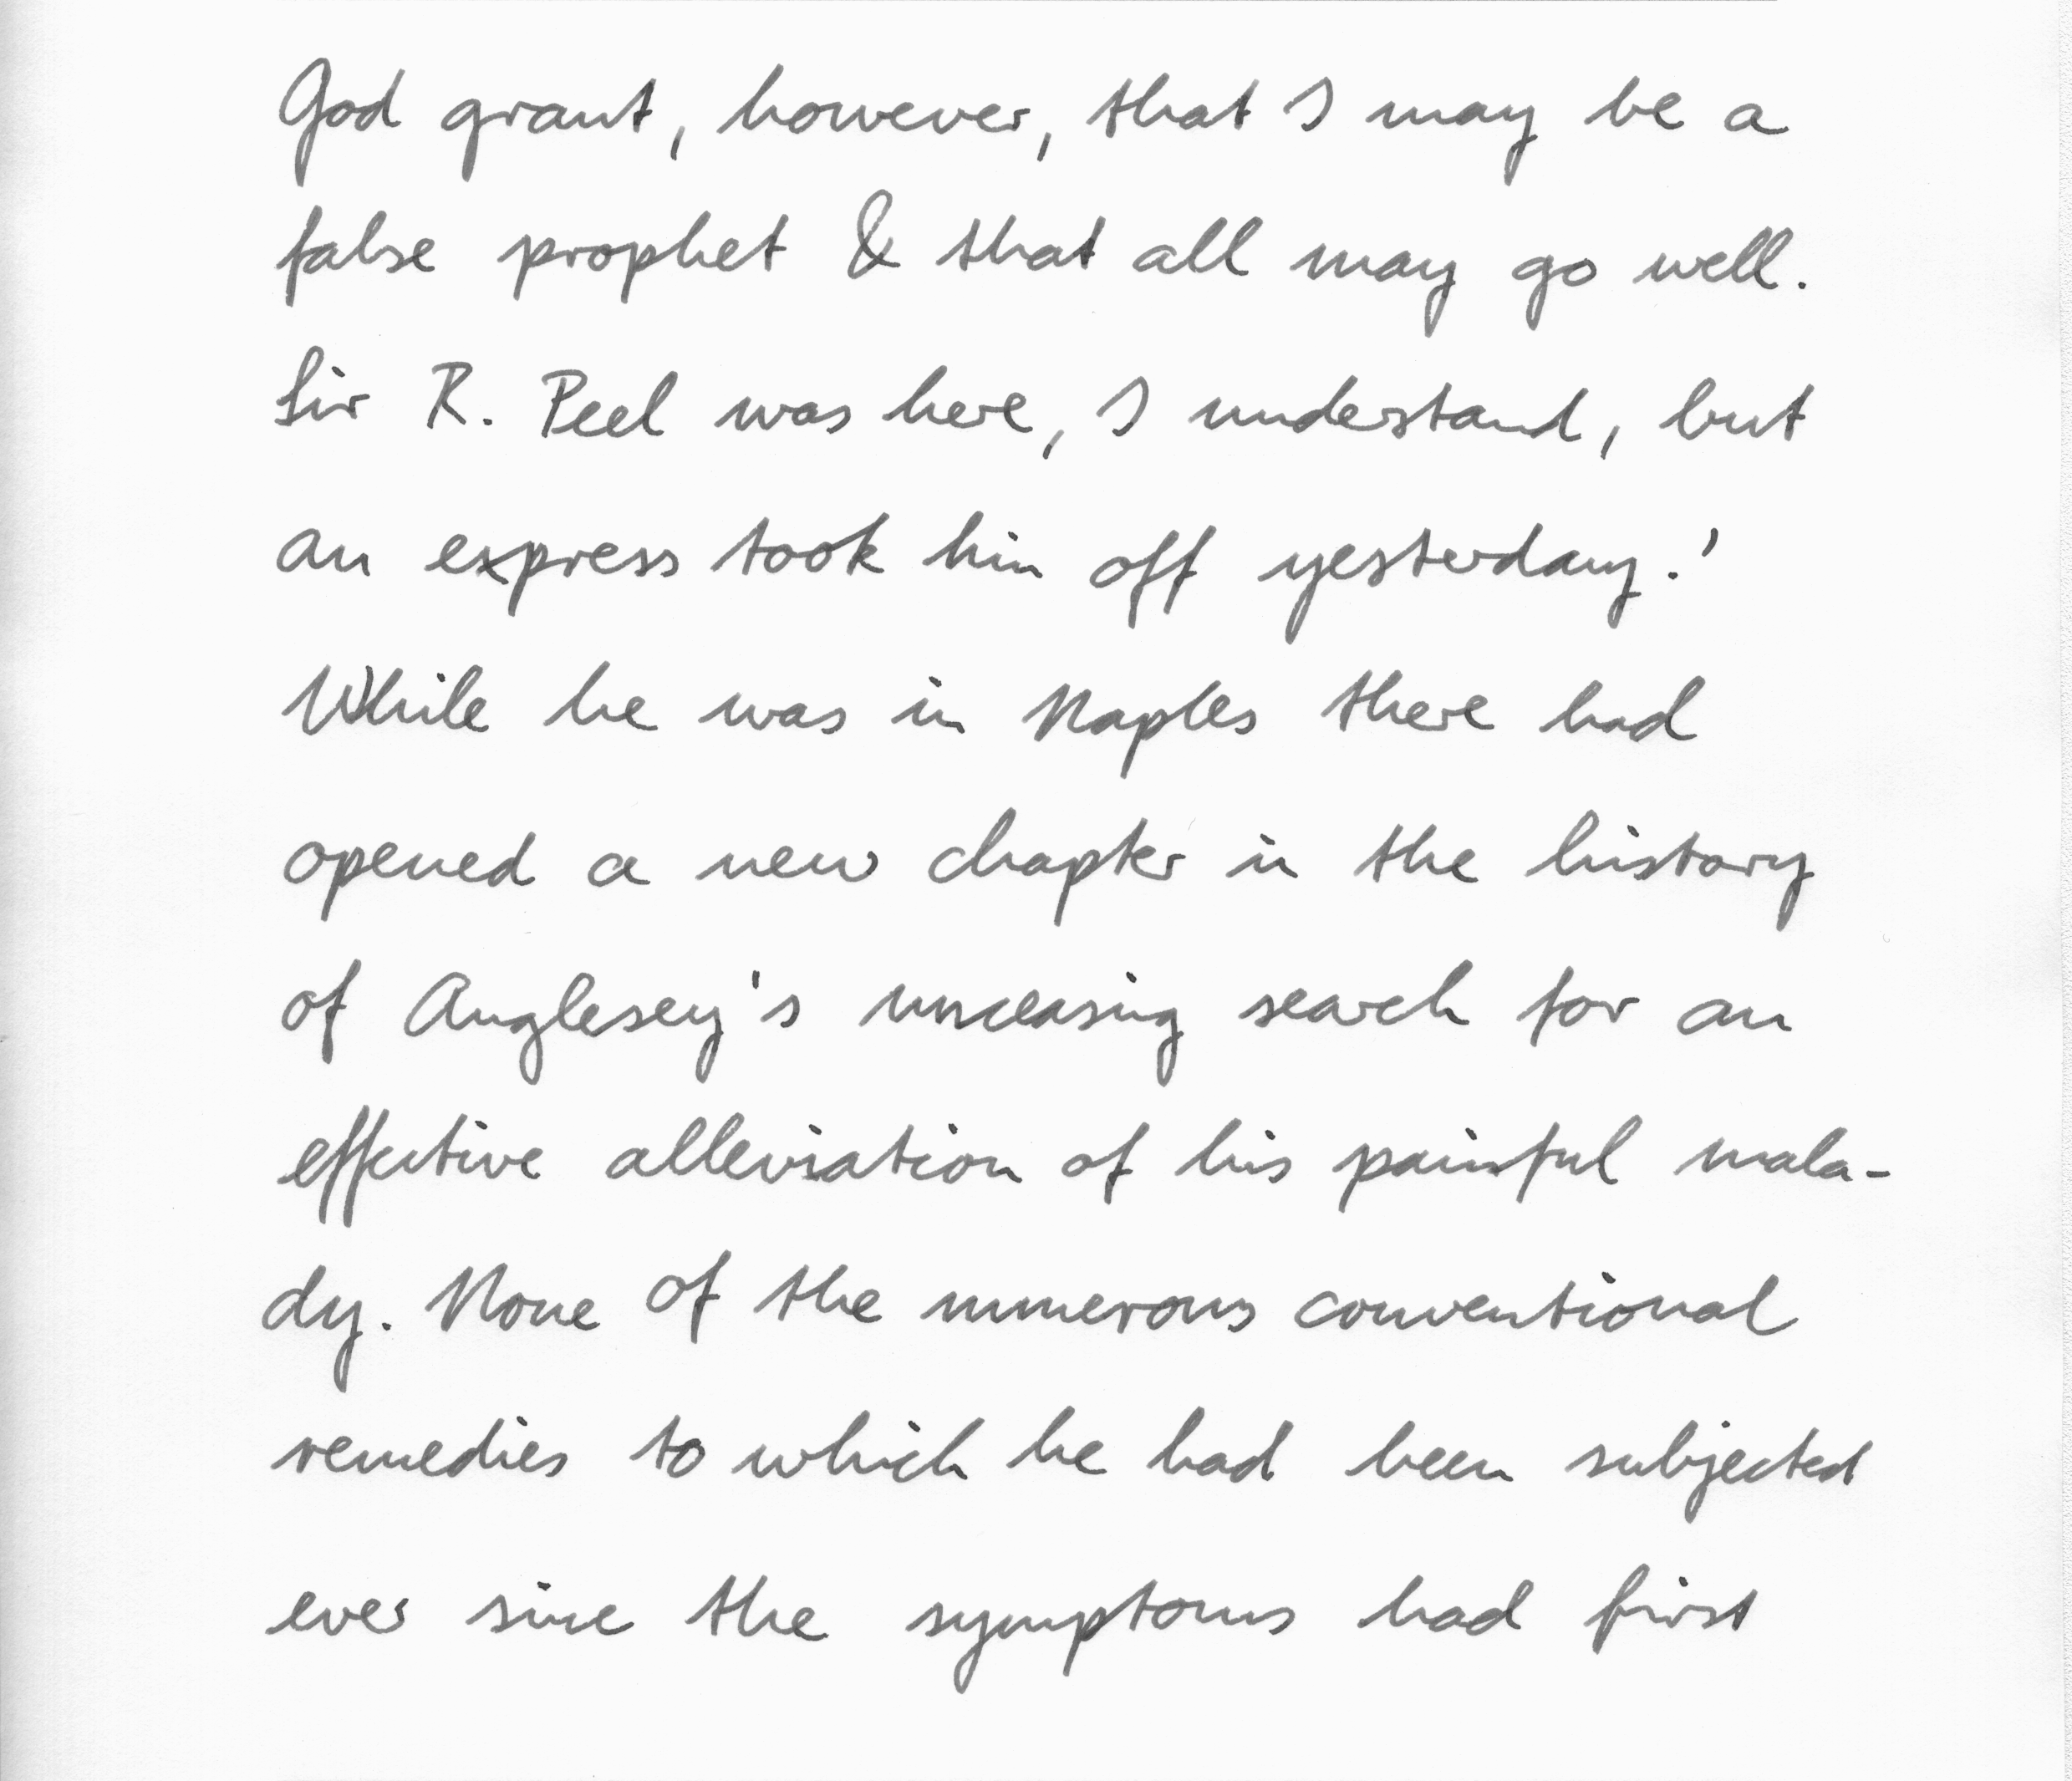 God grant, however, that I may be a
false prophet & that all may go well.
Sir R. Peel was here, I understand, but
an express took him off yesterday.'
While he was in Naples there had
opened a new chapter in the history
of Anglesey's unceasing search for an
effective alleviation of his painful mala-
dy. None of the numerous conventional
remedies to which he had been subjected
ever since the symptoms had first